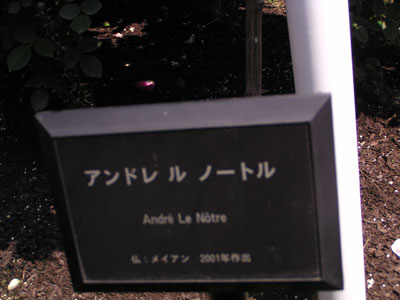 アンドレ ル ノートル
André Le Nôtre
仏：メイアン 2001年作出